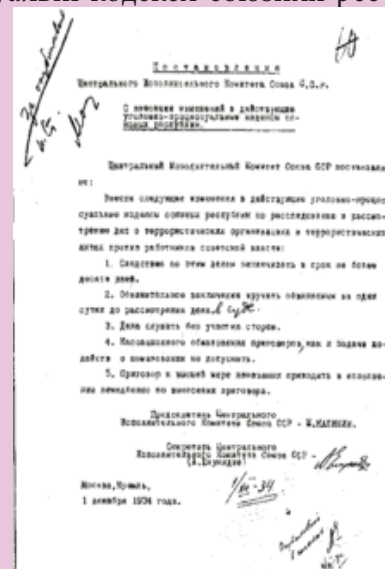 Постановление
Центрального Исполнительного Комитета Союза С.С.Р.
О внесении изменений в действующие
уголовно-процессуальные кодексы со-
юзных республик.
Центральный Исполнительный Комитет Союза ССР постановля-
ет:
Внести следующие изменения в действующие уголовно-процес-
суальные кодексы союзных республик по расследованию и рассмо-
трению дел о террористических организациях и террористических
актах против работников советской власти:
1. Следствие по этим делам заканчивать в срок не более
десяти дней.
2. Обвинительное заключение вручать обвиняемым за одни
сутки до рассмотрения дела в суде.
3. Дела слушать без участия сторон.
4. Кассационного обжалования приговоров, как и подачи хо-
датайств о помиловании не допускать.
5. Приговор к высшей мере наказания приводить в исполне-
ние немедленно по вынесении приговора.
Председатель Центрального
Исполнительного Комитета Союза ССР - М.КАЛИНИН.
Секретарь Центрального
Исполнительного Комитета Союза ССР -
(А.Енукидзе)
Москва, Кремль,
1 декабря 1934 года.